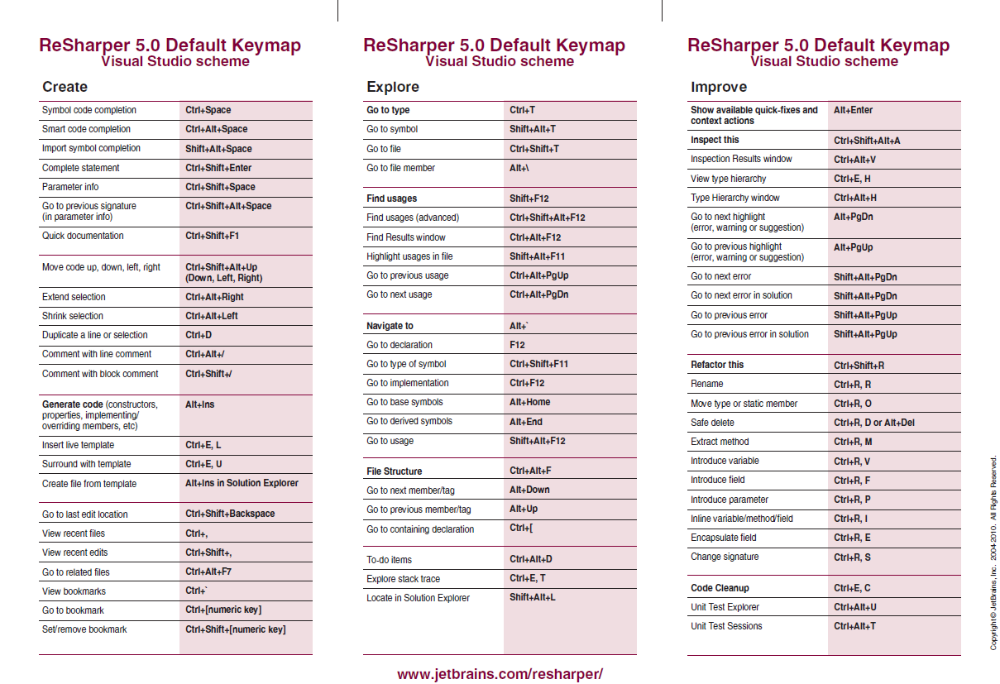 ReSharper 5.0 Default Keymap
Visual Studio scheme
Create
Symbol code completion Ctrl+Space
Smart code completion Ctrl+Alt+Space
Import symbol completion Shift+Alt+Space
Complete statement Ctrl+Shift+Enter
Parameter info Ctrl+Shift+Space
Go to previous signature Ctrl+Shift+Alt+Space
(in parameter info)
Quick documentation Ctrl+Shift+F1
Move code up, down, left, right Ctrl+Shift+Alt+Up
(Down, Left, Right)
Extend selection Ctrl+Alt+Right
Shrink selection Ctrl+Alt+Left
Duplicate a line or selection Ctrl+D
Comment with line comment Ctrl+Alt+/
Comment with block comment Ctrl+Shift+/
Generate code (constructors, Alt+Ins
properties, implementing/
overriding members, etc)
Insert live template Ctrl+E, L
Surround with template Ctrl+E, U
Create file from template Alt+Ins in Solution Explorer
Go to last edit location Ctrl+Shift+Backspace
View recent files Ctrl+,
View recent edits Ctrl+Shift+,
Go to related files Ctrl+Alt+F7
View bookmarks Ctrl+`
Go to bookmark Ctrl+[numeric key]
Set/remove bookmark Ctrl+Shift+[numeric key]
ReSharper 5.0 Default Keymap
Visual Studio scheme
Explore
Go to type Ctrl+T
Go to symbol Shift+Alt+T
Go to file Ctrl+Shift+T
Go to file member Alt+\
Find usages Shift+F12
Find usages (advanced) Ctrl+Shift+Alt+F12
Find Results window Ctrl+Alt+F12
Highlight usages in file Shift+Alt+F11
Go to previous usage Ctrl+Alt+PgUp
Go to next usage Ctrl+Alt+PgDn
Navigate to Alt+`
Go to declaration F12
Go to type of symbol Ctrl+Shift+F11
Go to implementation Ctrl+F12
Go to base symbols Alt+Home
Go to derived symbols Alt+End
Go to usage Shift+Alt+F12
File Structure Ctrl+Alt+F
Go to next member/tag Alt+Down
Go to previous member/tag Alt+Up
Go to containing declaration Ctrl+[
To-do items Ctrl+Alt+D
Explore stack trace Ctrl+E, T
Locate in Solution Explorer Shift+Alt+L
ReSharper 5.0 Default Keymap
Visual Studio scheme
Improve
Show available quick-fixes and Alt+Enter
context actions
Inspect this Ctrl+Shift+Alt+A
Inspection Results window Ctrl+Alt+V
View type hierarchy Ctrl+E, H
Type Hierarchy window Ctrl+Alt+H
Go to next highlight Alt+PgDn
(error, warning or suggestion)
Go to previous highlight Alt+PgUp
(error, warning or suggestion)
Go to next error Shift+Alt+PgDn
Go to next error in solution Shift+Alt+PgDn
Go to previous error Shift+Alt+PgUp
Go to previous error in solution Shift+Alt+PgUp
Refactor this Ctrl+Shift+R
Rename Ctrl+R, R
Move type or static member Ctrl+R, O
Safe delete Ctrl+R, D or Alt+Del
Extract method Ctrl+R, M
Introduce variable Ctrl+R, V
Introduce field Ctrl+R, F
Introduce parameter Ctrl+R, P
Inline variable/method/field Ctrl+R, I
Encapsulate field Ctrl+R, E
Change signature Ctrl+R, S
Code Cleanup Ctrl+E, C
Unit Test Explorer Ctrl+Alt+U
Unit Test Sessions Ctrl+Alt+T
Copyright © JetBrains, Inc. 2004-2010. All Rights Reserved.
www.jetbrains.com/resharper/